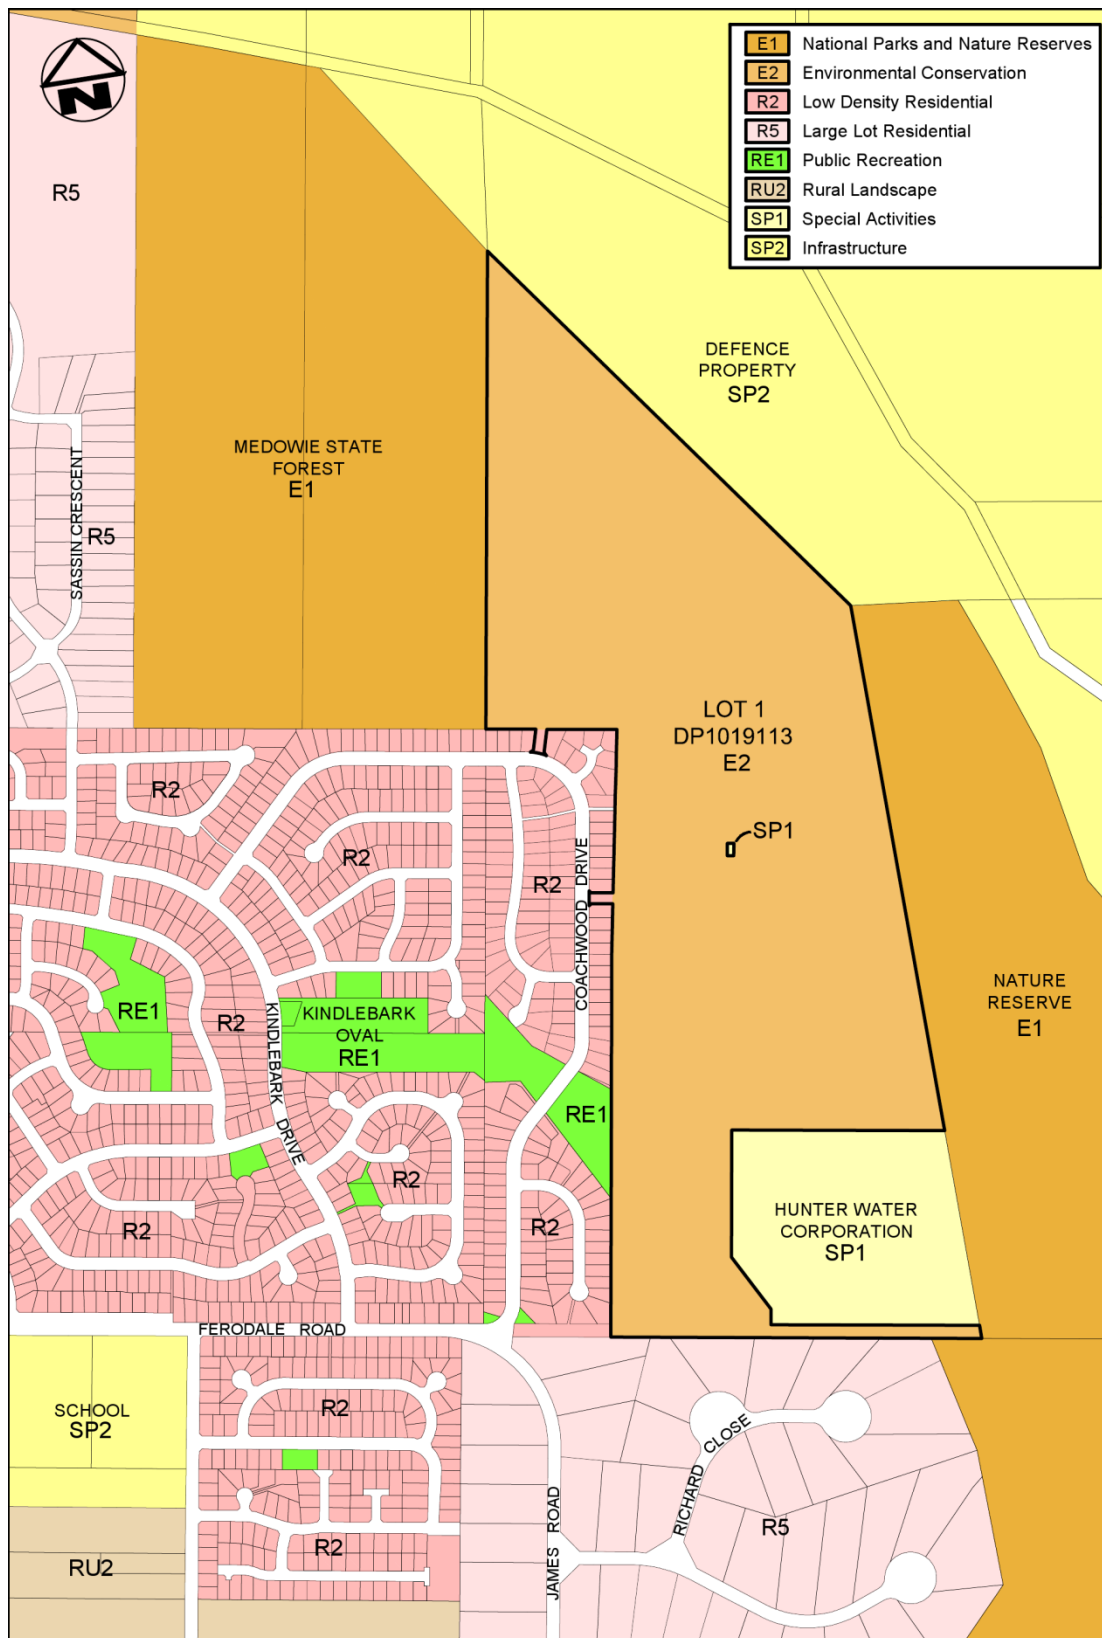 N
E1 National Parks and Nature Reserves
E2 Environmental Conservation
R2 Low Density Residential
R5 Large Lot Residential
RE1 Public Recreation
RU2 Rural Landscape
SP1 Special Activities
SP2 Infrastructure
R5
DEFENCE
PROPERTY
SP2
MEDOWIE STATE
FOREST
E1
SASSIN CRESCENT
R5
LOT 1
DP1019113
E2
R2
SP1
R2
R2
COACHWOOD DRIVE
NATURE
RESERVE
E1
RE1
R2
KINDLEBARK
OVAL
RE1
KINDLEBARK DRIVE
RE1
R2
R2
R2
HUNTER WATER
CORPORATION
SP1
FERODALE ROAD
SCHOOL
SP2
R2
RICHARD CLOSE
JAMES ROAD
R5
R2
RU2